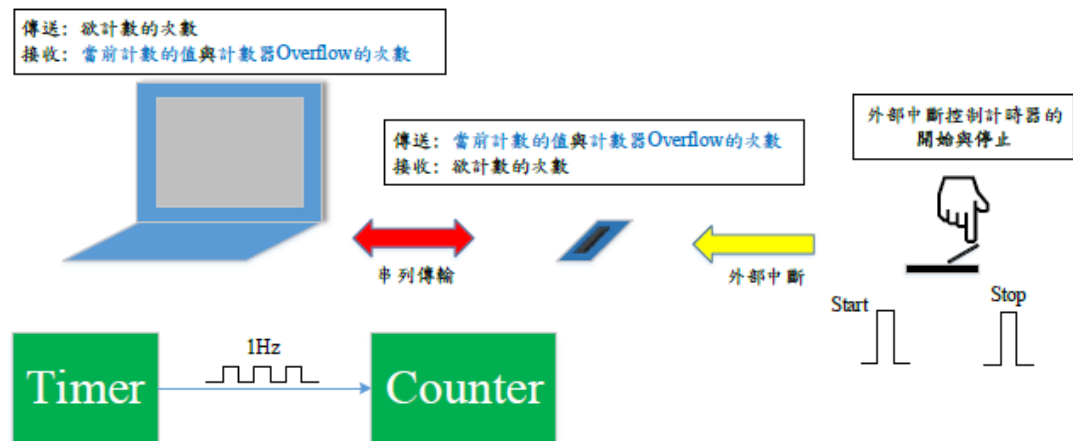 傳送: 欲計數的次數
接收: 當前計數的值與計數器Overflow的次數
傳送: 當前計數的值與計數器Overflow的次數
接收: 欲計數的次數
外部中斷控制計時器的
開始與停止
串列傳輸
外部中斷
Start
Stop
1Hz
Timer
Counter